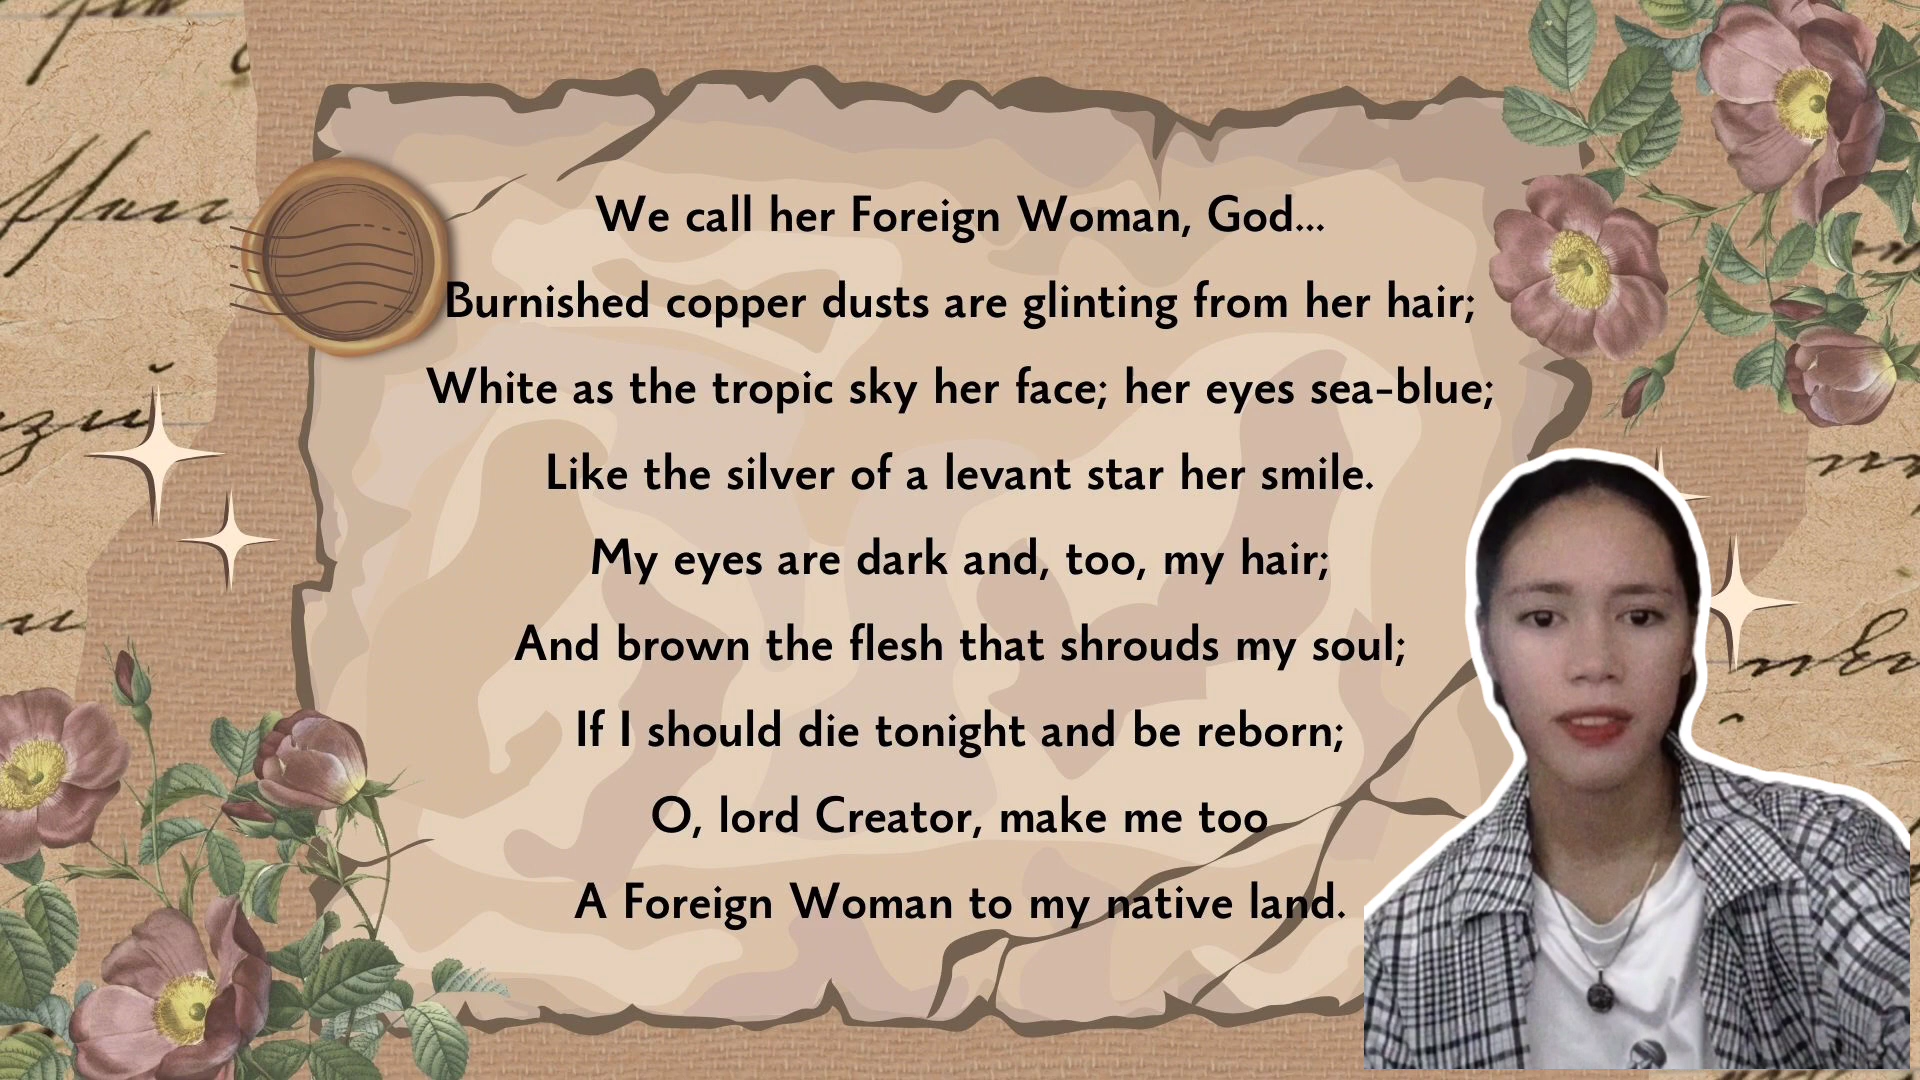 We call her Foreign Woman, God...
Burnished copper dusts are glinting from her hair;
White as the tropic sky her face; her eyes sea-blue;
Like the silver of a levant star her smile.
My eyes are dark and, too, my hair;
And brown the flesh that shrouds my soul;
If I should die tonight and be reborn;
O, lord Creator, make me too
A Foreign Woman to my native land.